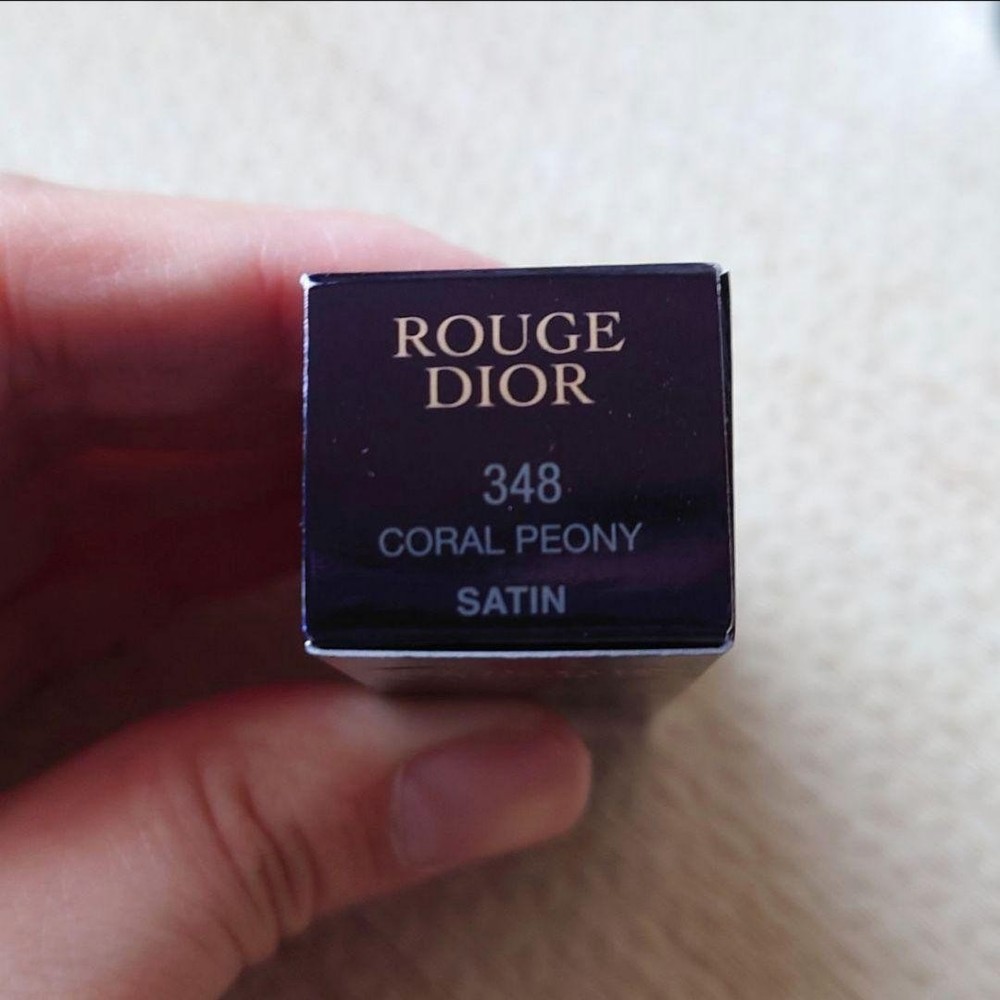 ROUGE
DIOR
348
CORAL PEONY
SATIN